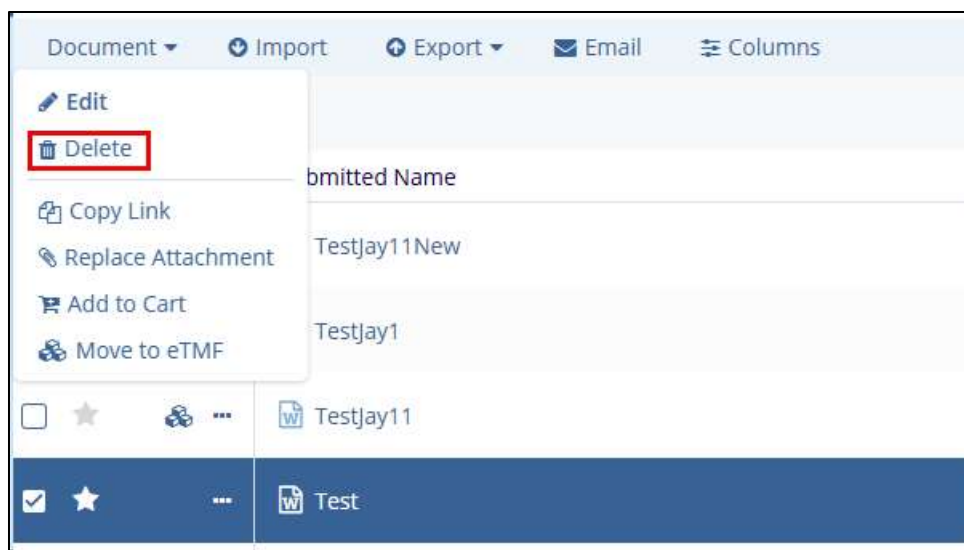 Document Import Export Email Columns
Edit
Delete
bmitted Name
Copy Link
TestJay11New
Replace Attachment
Add to Cart
TestJay1
Move to eTMF
TestJay11
Test